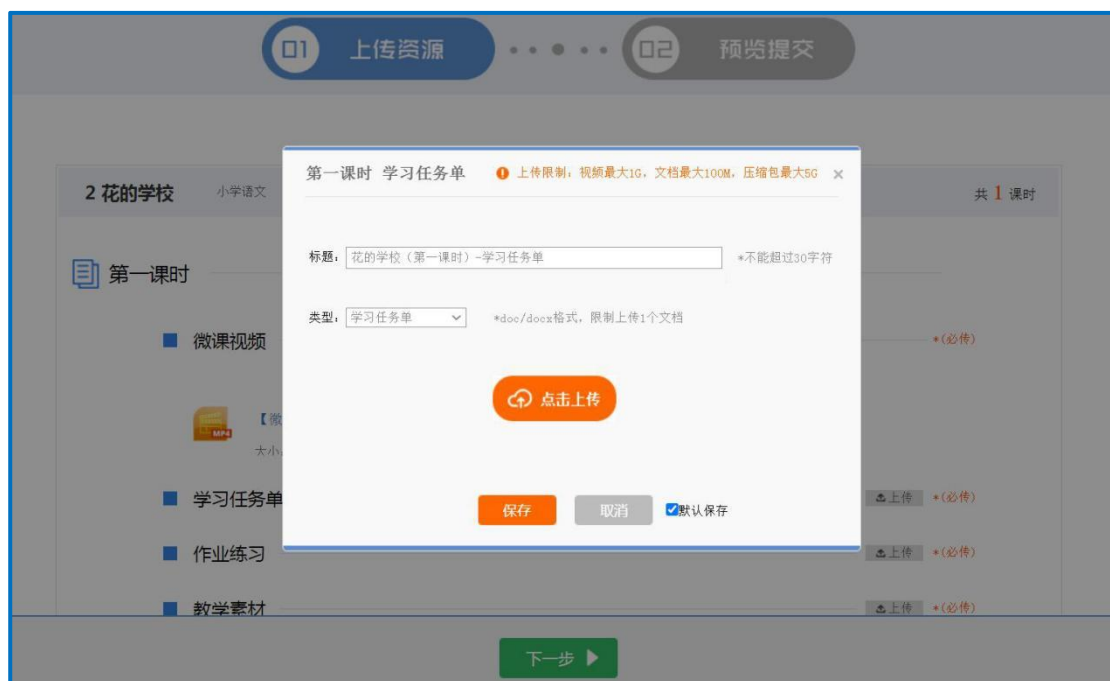 01 上传资源 02 预览提交
第一课时 学习任务单 上传限制：视频最大1G，文档最大100M，压缩包最大5G ×
2 花的学校 小学语文 共 1 课时
标题：花的学校（第一课时）-学习任务单 *不能超过30字符
第一课时
类型：学习任务单 *doc/docx格式，限制上传1个文档
微课视频 *(必传)
点击上传
MP4 【微
大小
学习任务单 上传 *(必传)
保存 取消 默认保存
作业练习 上传 *(必传)
教学素材 上传 *(必传)
下一步